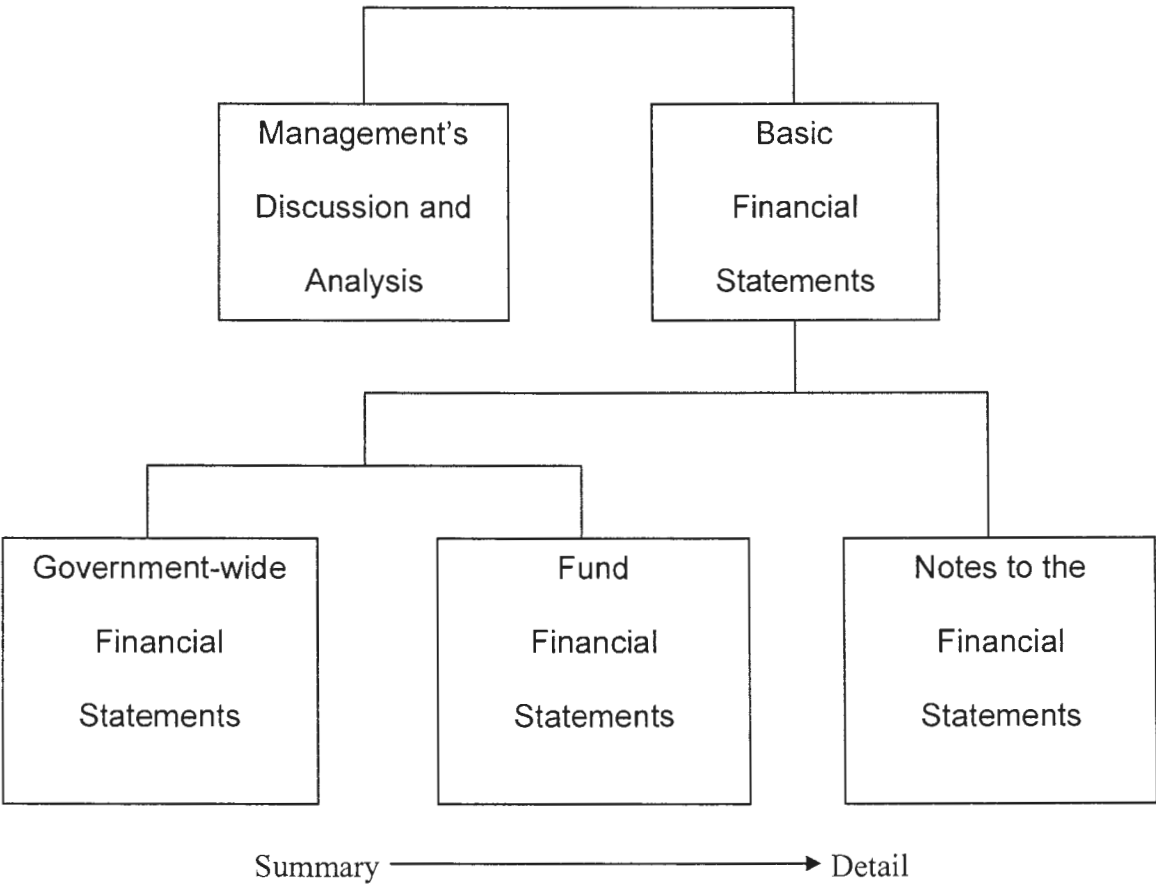 Management's
Discussion and
Analysis
Basic
Financial
Statements
Government-wide
Financial
Statements
Fund
Financial
Statements
Notes to the
Financial
Statements
Summary
Detail